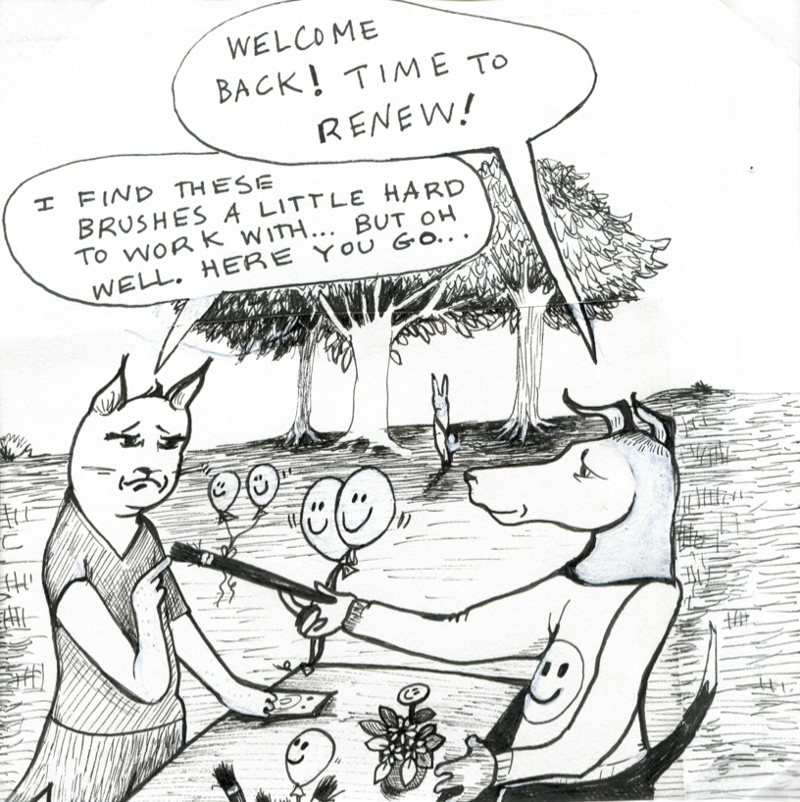 WELCOME
BACK! TIME TO
RENEW!
I FIND THESE
BRUSHES A LITTLE HARD
TO WORK WITH... BUT OH
WELL. HERE YOU GO...